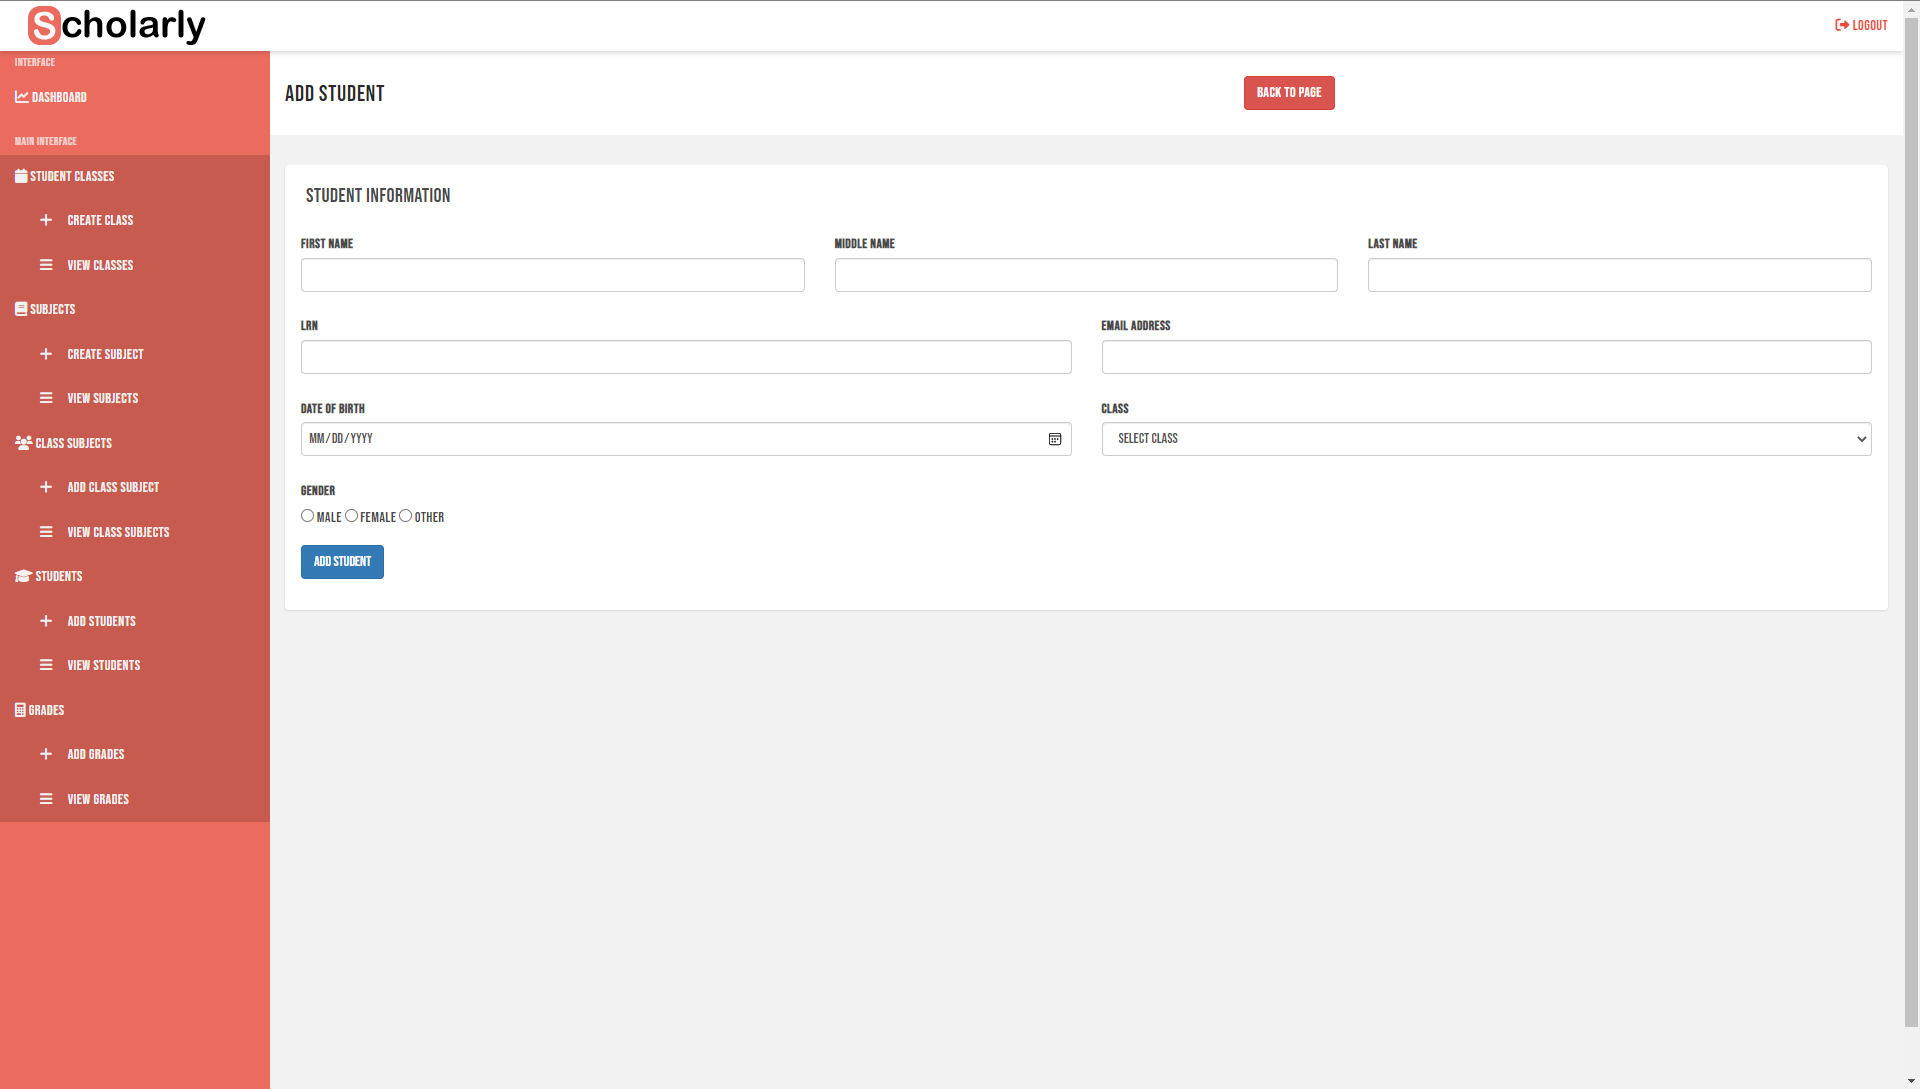 Scholarly
LOGOUT
INTERFACE
DASHBOARD
MAIN INTERFACE
STUDENT CLASSES
CREATE CLASS
VIEW CLASSES
SUBJECTS
CREATE SUBJECT
VIEW SUBJECTS
CLASS SUBJECTS
ADD CLASS SUBJECT
VIEW CLASS SUBJECTS
STUDENTS
ADD STUDENTS
VIEW STUDENTS
GRADES
ADD GRADES
VIEW GRADES
ADD STUDENT
BACK TO PAGE
STUDENT INFORMATION
FIRST NAME
MIDDLE NAME
LAST NAME
LRN
EMAIL ADDRESS
DATE OF BIRTH
MM/DD/YYYY
CLASS
SELECT CLASS
GENDER
MALE FEMALE OTHER
ADD STUDENT